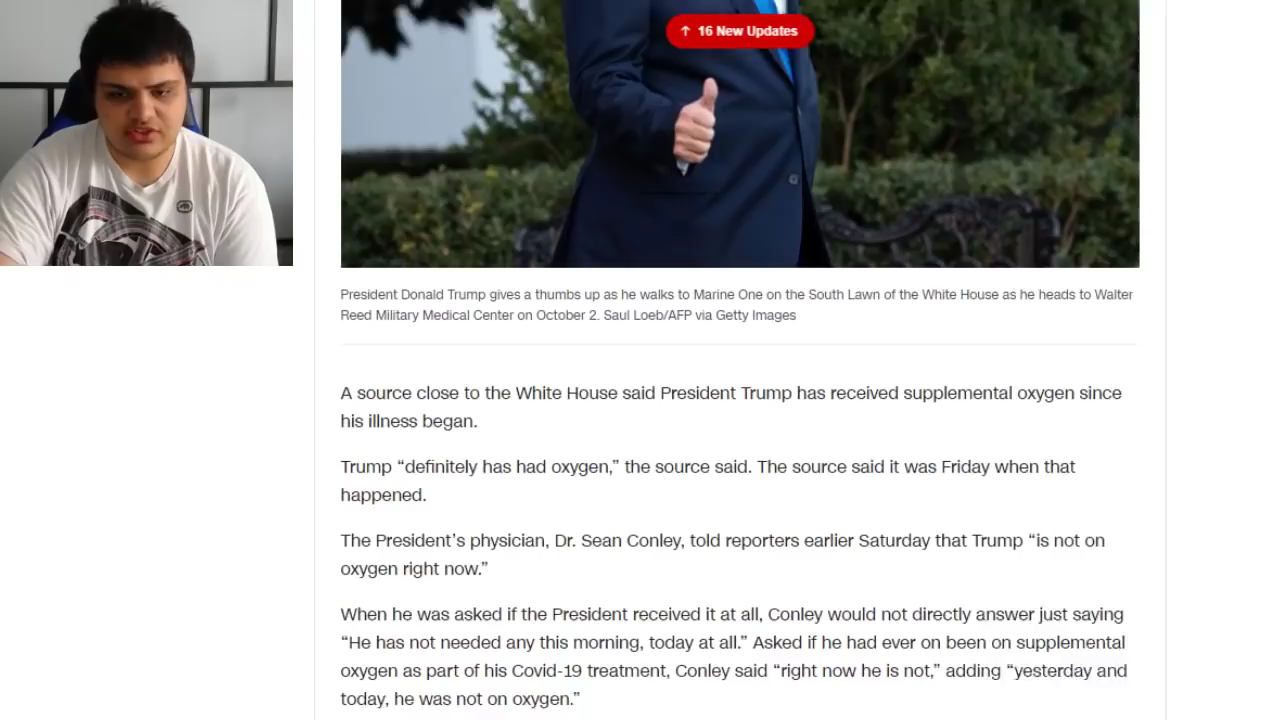 ↑ 16 New Updates
President Donald Trump gives a thumbs up as he walks to Marine One on the South Lawn of the White House as he heads to Walter
Reed Military Medical Center on October 2. Saul Loeb/AFP via Getty Images
A source close to the White House said President Trump has received supplemental oxygen since
his illness began.
Trump “definitely has had oxygen,” the source said. The source said it was Friday when that
happened.
The President’s physician, Dr. Sean Conley, told reporters earlier Saturday that Trump “is not on
oxygen right now.”
When he was asked if the President received it at all, Conley would not directly answer just saying
“He has not needed any this morning, today at all.” Asked if he had ever on been on supplemental
oxygen as part of his Covid-19 treatment, Conley said “right now he is not,” adding “yesterday and
today, he was not on oxygen.”